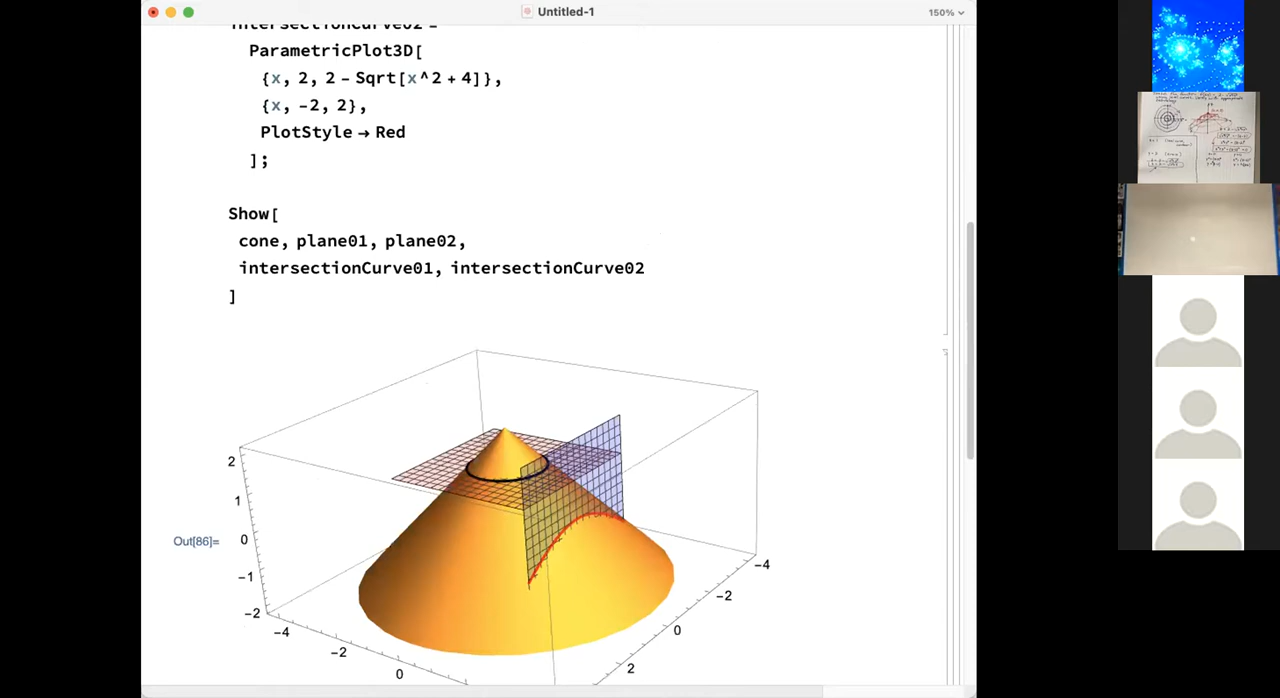 Untitled-1
150%
intersectionCurve02 =
ParametricPlot3D[
{x, 2, 2 - Sqrt[x^2 + 4]},
{x, -2, 2},
PlotStyle → Red
];
Show[
cone, plane01, plane02,
intersectionCurve01, intersectionCurve02
]
Out[86]=
2
1
0
-1
-2
-4
-2
0
2
0
-2
-4